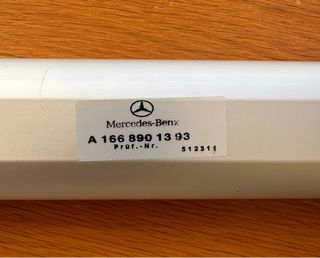 Mercedes-Benz
A 166 890 13 93
Prüf.-Nr.
512311